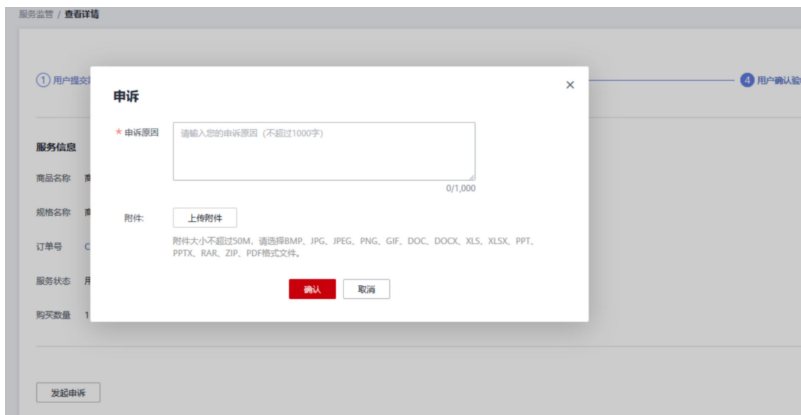 服务监管 / 查看详情
1 用户提交
4 用户确认验
申诉
* 申诉原因
请输入您的申诉原因（不超过1000字）
0/1,000
附件:
上传附件
附件大小不超过50M，请选择BMP、JPG、JPEG、PNG、GIF、DOC、DOCX、XLS、XLSX、PPT、
PPTX、RAR、ZIP、PDF格式文件。
确认
取消
服务信息
商品名称 商
规格名称 商
订单号 C
服务状态 用
购买数量 1
发起申诉